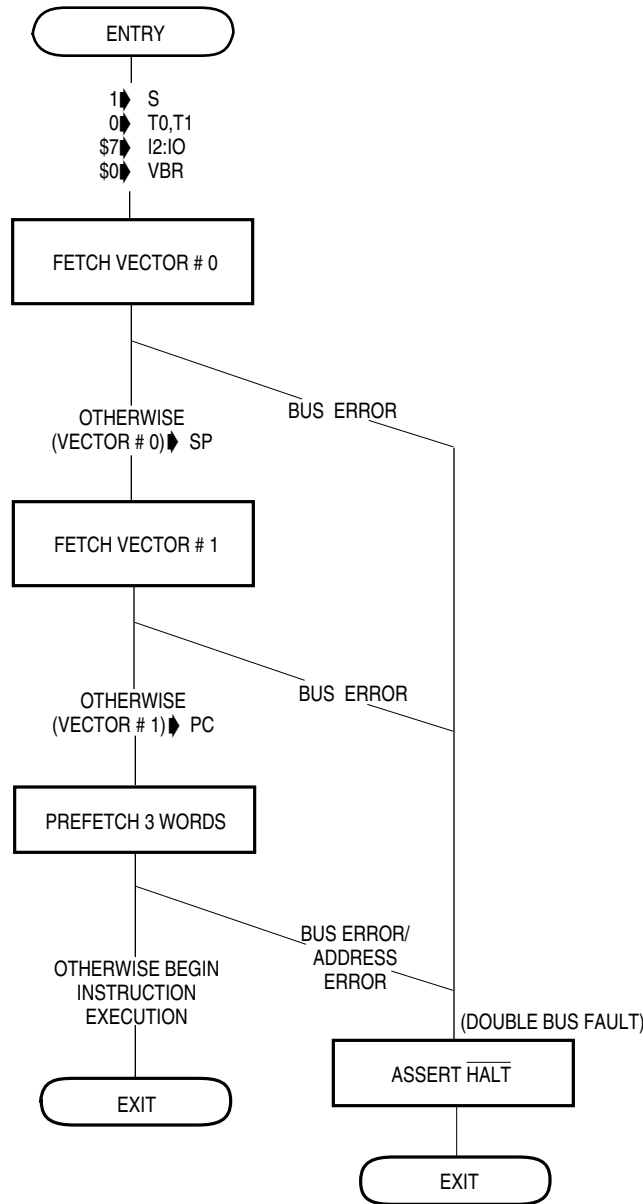 ENTRY
1 S
0 T0,T1
$7 I2:IO
$0 VBR
FETCH VECTOR # 0
BUS ERROR
OTHERWISE
(VECTOR # 0) SP
FETCH VECTOR # 1
BUS ERROR
OTHERWISE
(VECTOR # 1) PC
PREFETCH 3 WORDS
BUS ERROR/
ADDRESS
ERROR
OTHERWISE BEGIN
INSTRUCTION
EXECUTION
(DOUBLE BUS FAULT)
ASSERT HALT
EXIT
EXIT